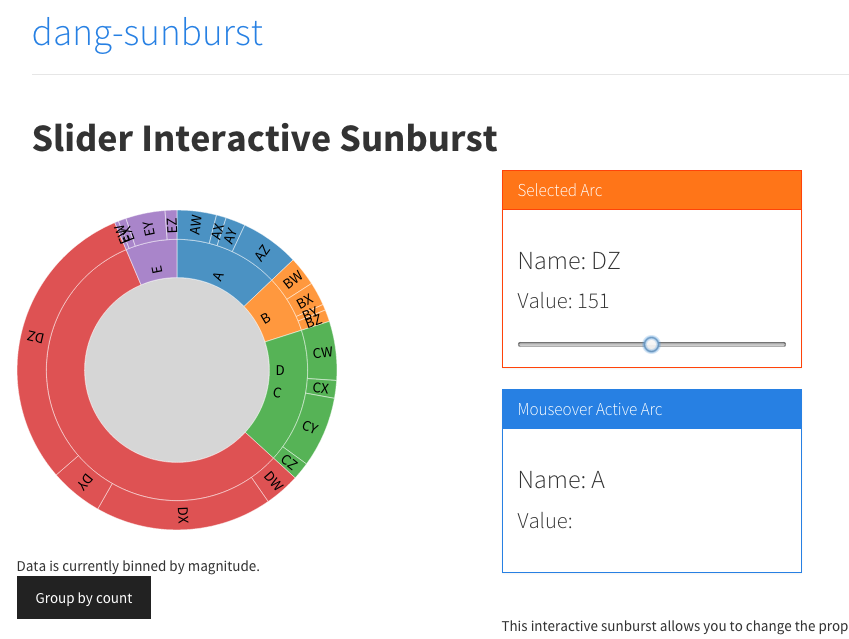 dang-sunburst
Slider Interactive Sunburst
Selected Arc
Name: DZ
Value: 151
Mouseover Active Arc
Name: A
Value:
This interactive sunburst allows you to change the prop
AW
AX
AY
AZ
A
BW
BX
BY
BZ
B
CW
CX
CY
CZ
D
C
DW
DX
DY
DZ
EX
EY
EZ
E
Data is currently binned by magnitude.
Group by count